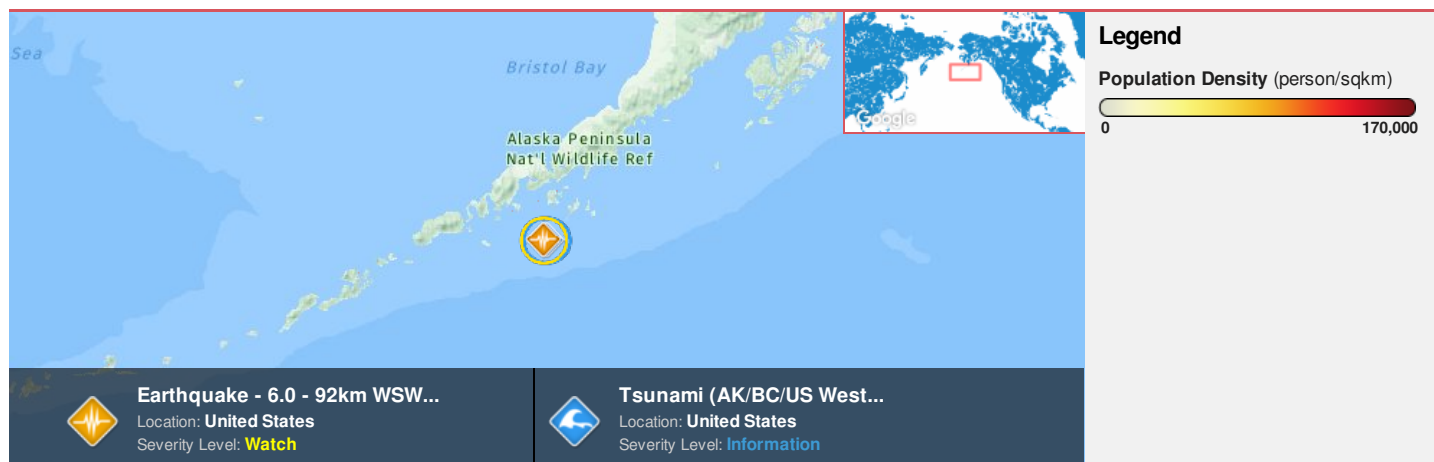 Sea
Bristol Bay
Alaska Peninsula
Nat'l Wildlife Ref
Google
Legend
Population Density (person/sqkm)
0 170,000
Earthquake - 6.0 - 92km WSW...
Location: United States
Severity Level: Watch
Tsunami (AK/BC/US West...
Location: United States
Severity Level: Information